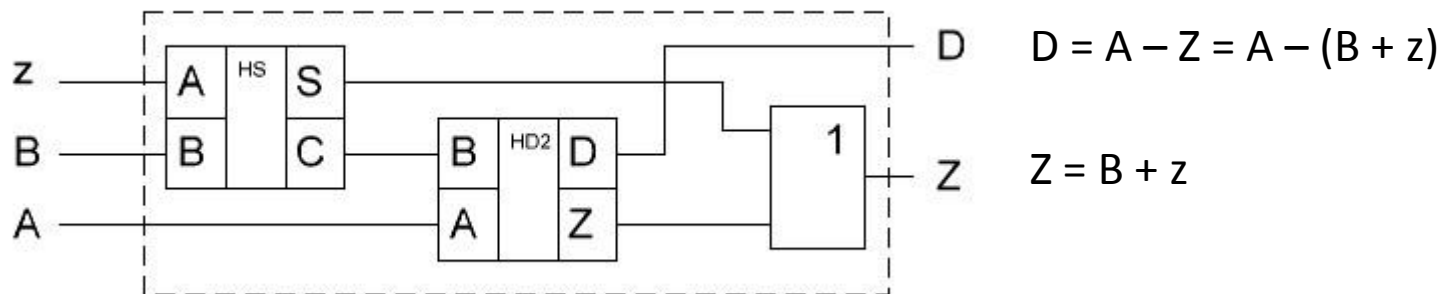 z A HS S D D = A – Z = A – (B + z)
B B C B HD2 D 1 Z Z = B + z
A A Z